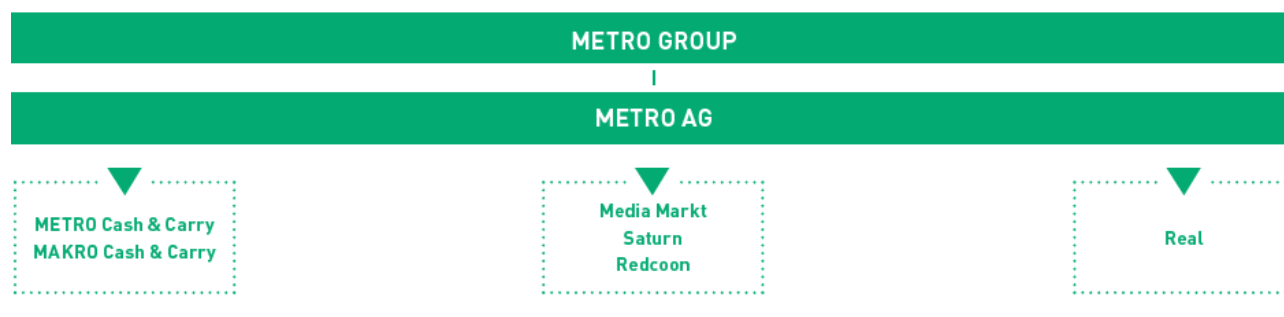 METRO GROUP
METRO AG
METRO Cash & Carry
MAKRO Cash & Carry
Media Markt
Saturn
Redcoon
Real